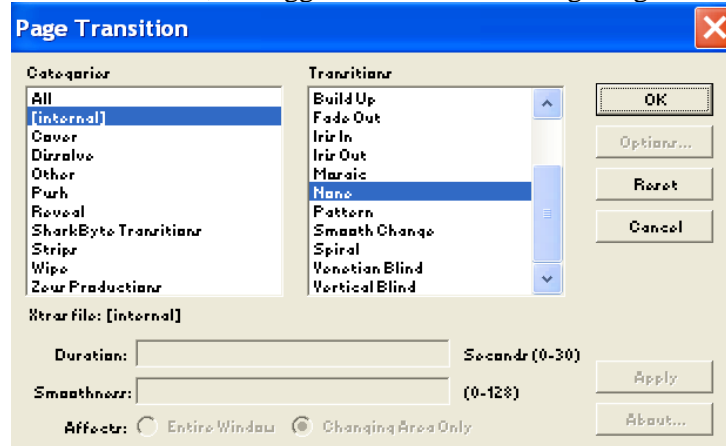 Page Transition
Categories
All
[internal]
Cover
Dissolve
Other
Push
Reveal
SharkByte Transitions
Strips
Wipe
Zeus Productions
Transitions
Build Up
Fade Out
Iris In
Iris Out
Mosaic
None
Pattern
Smooth Change
Spiral
Venetian Blind
Vertical Blind
OK
Options...
Reset
Cancel
Xtras file: [internal]
Duration: Seconds (0-30)
Smoothness: (0-128)
Affects: Entire Window Changing Area Only
Apply
About...